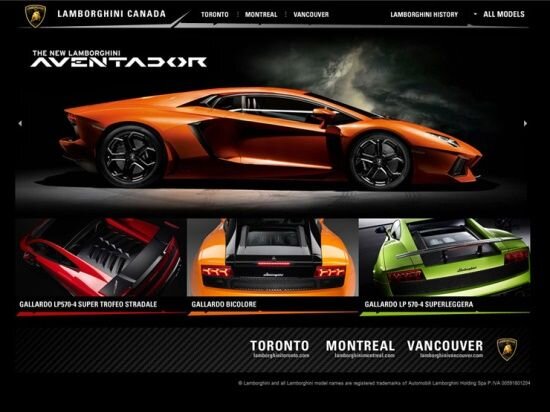 LAMBORGHINI CANADA
TORONTO MONTREAL VANCOUVER
LAMBORGHINI HISTORY
ALL MODELS
THE NEW LAMBORGHINI
AVENTADOR
GALLARDO LP570-4 SUPER TROFEO STRADALE
GALLARDO BICOLORE
GALLARDO LP 570-4 SUPERLEGGERA
TORONTO MONTREAL VANCOUVER
lamborghinitoronto.com lamborghinimontreal.com lamborghinivancouver.com
© Lamborghini and all Lamborghini model names are registered trademarks of Automobili Lamborghini Holding Spa P.IVA 00591801204